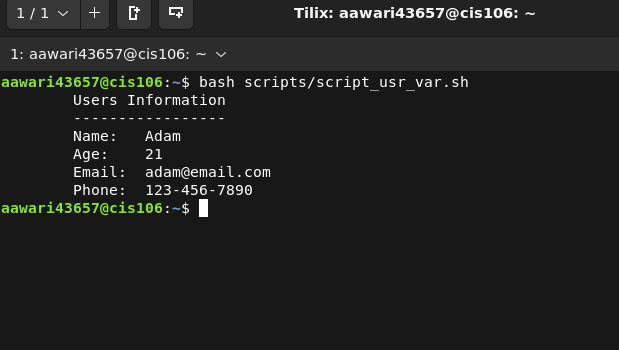 1 / 1
Tilix: aawari43657@cis106: ~
1: aawari43657@cis106: ~
aawari43657@cis106:~$ bash scripts/script_usr_var.sh
Users Information
-----------------
Name: Adam
Age: 21
Email: adam@email.com
Phone: 123-456-7890
aawari43657@cis106:~$